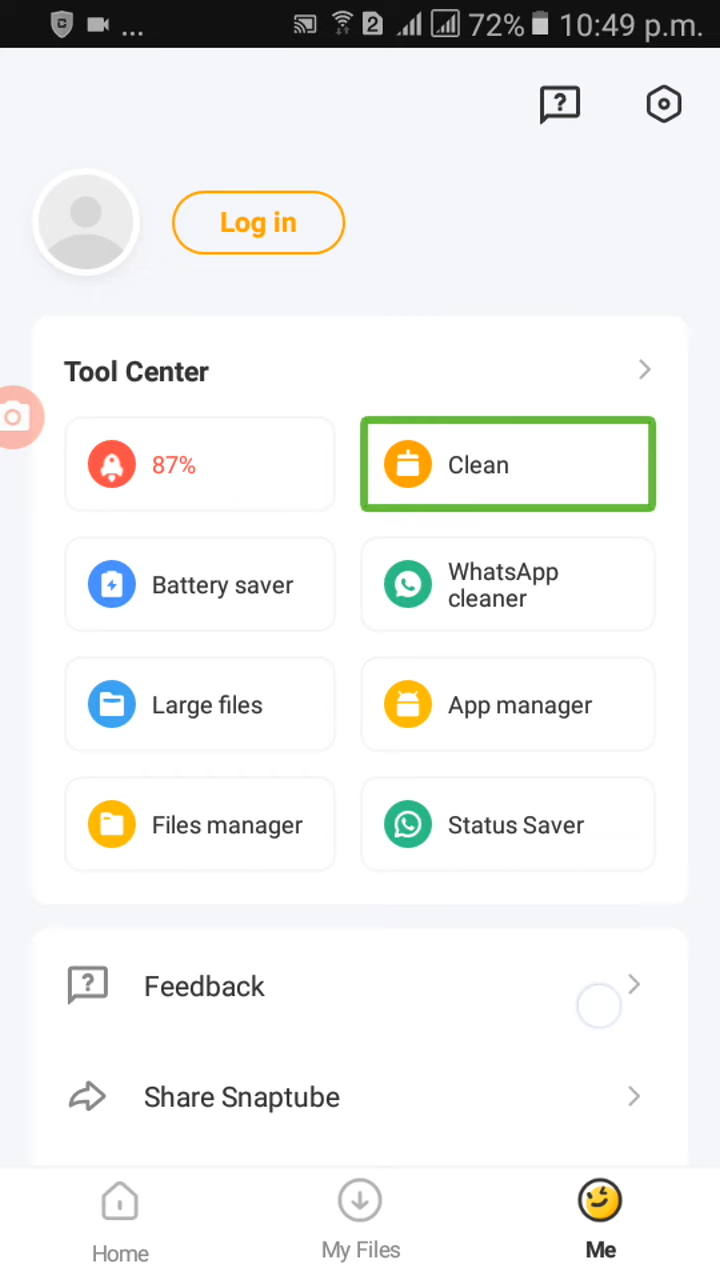 ... 2 72% 10:49 p.m.
?
Log in
Tool Center
87%
Clean
Battery saver
WhatsApp
cleaner
Large files
App manager
Files manager
Status Saver
? Feedback
Share Snaptube
Home
My Files
Me